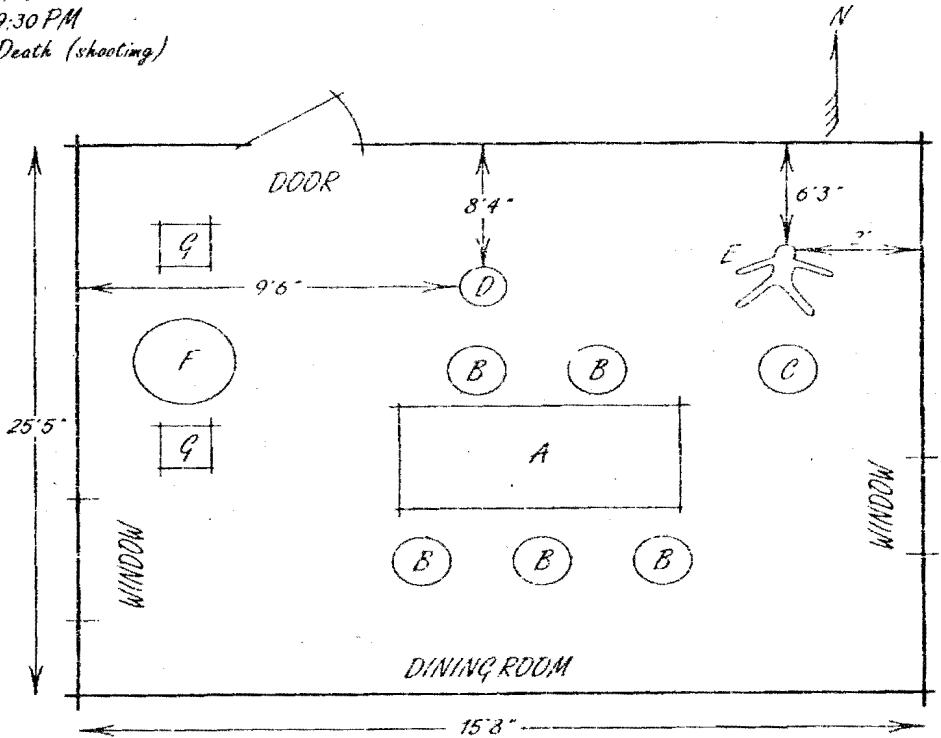 9:30 PM
Death (shooting)
N
DOOR
8'4"
6'3"
2'
E
G
9'6"
D
F
B
B
C
25'5"
G
A
WINDOW
WINDOW
B
B
B
DINING ROOM
15'8"